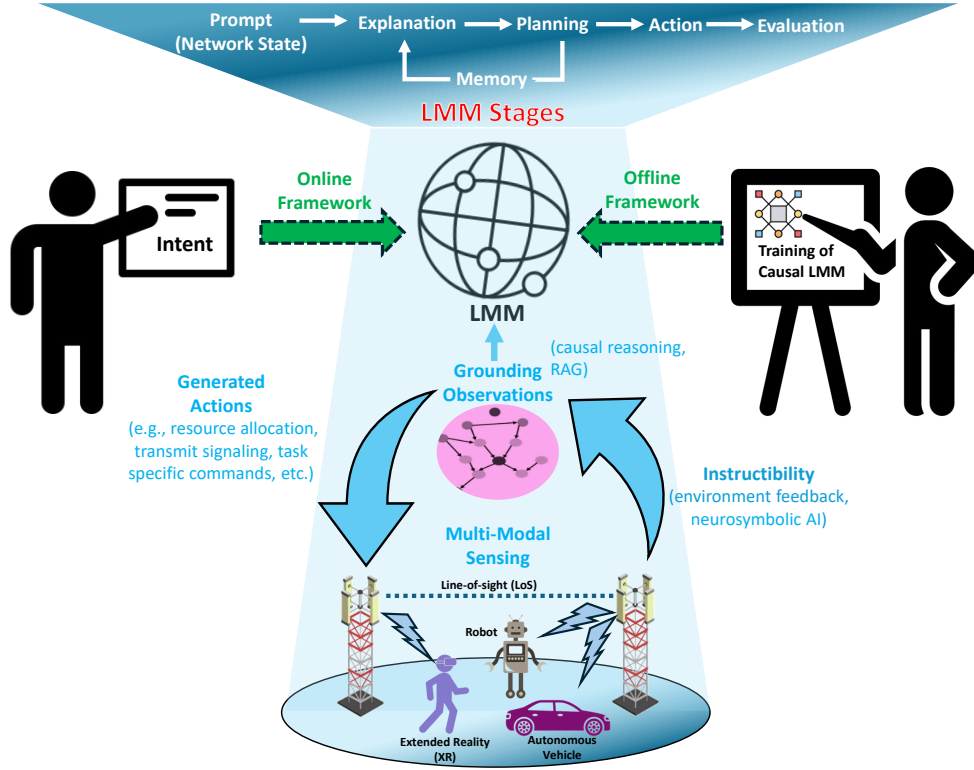 Prompt
(Network State)
Explanation
Planning
Action
Evaluation
Memory
LMM Stages
Online
Framework
Offline
Framework
Intent
Training of
Causal LMM
LMM
(causal reasoning,
RAG)
Grounding
Observations
Generated
Actions
(e.g., resource allocation,
transmit signaling, task
specific commands, etc.)
Instructibility
(environment feedback,
neurosymbolic AI)
Multi-Modal
Sensing
Line-of-sight (LoS)
Robot
Extended Reality
(XR)
Autonomous
Vehicle